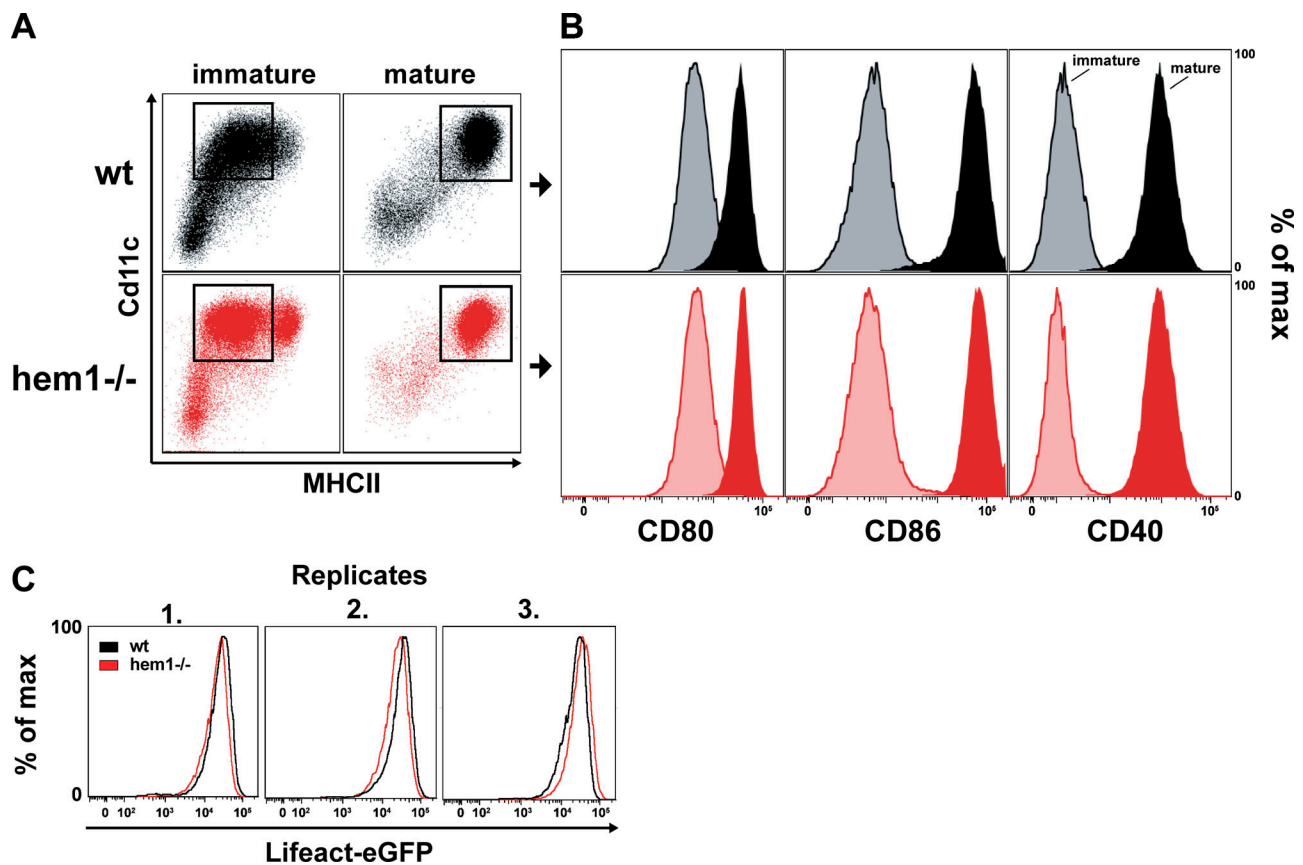 A
immature mature
wt
hem1-/-
Cd11c
MHCII
B
immature
mature
100
0
100
0
% of max
0 10⁵ 0 10⁵ 0 10⁵
CD80 CD86 CD40
C
Replicates
1. 2. 3.
100
0
% of max
wt
hem1-/-
0 10² 10³ 10⁴ 10⁵ 0 10² 10³ 10⁴ 10⁵ 0 10² 10³ 10⁴ 10⁵
Lifeact-eGFP